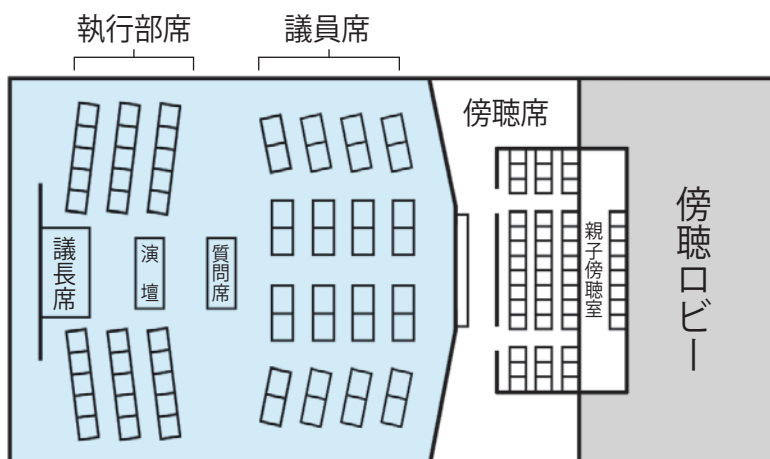 執行部席
議員席
傍聴席
議長席
演壇
質問席
親子傍聴室
傍聴ロビー